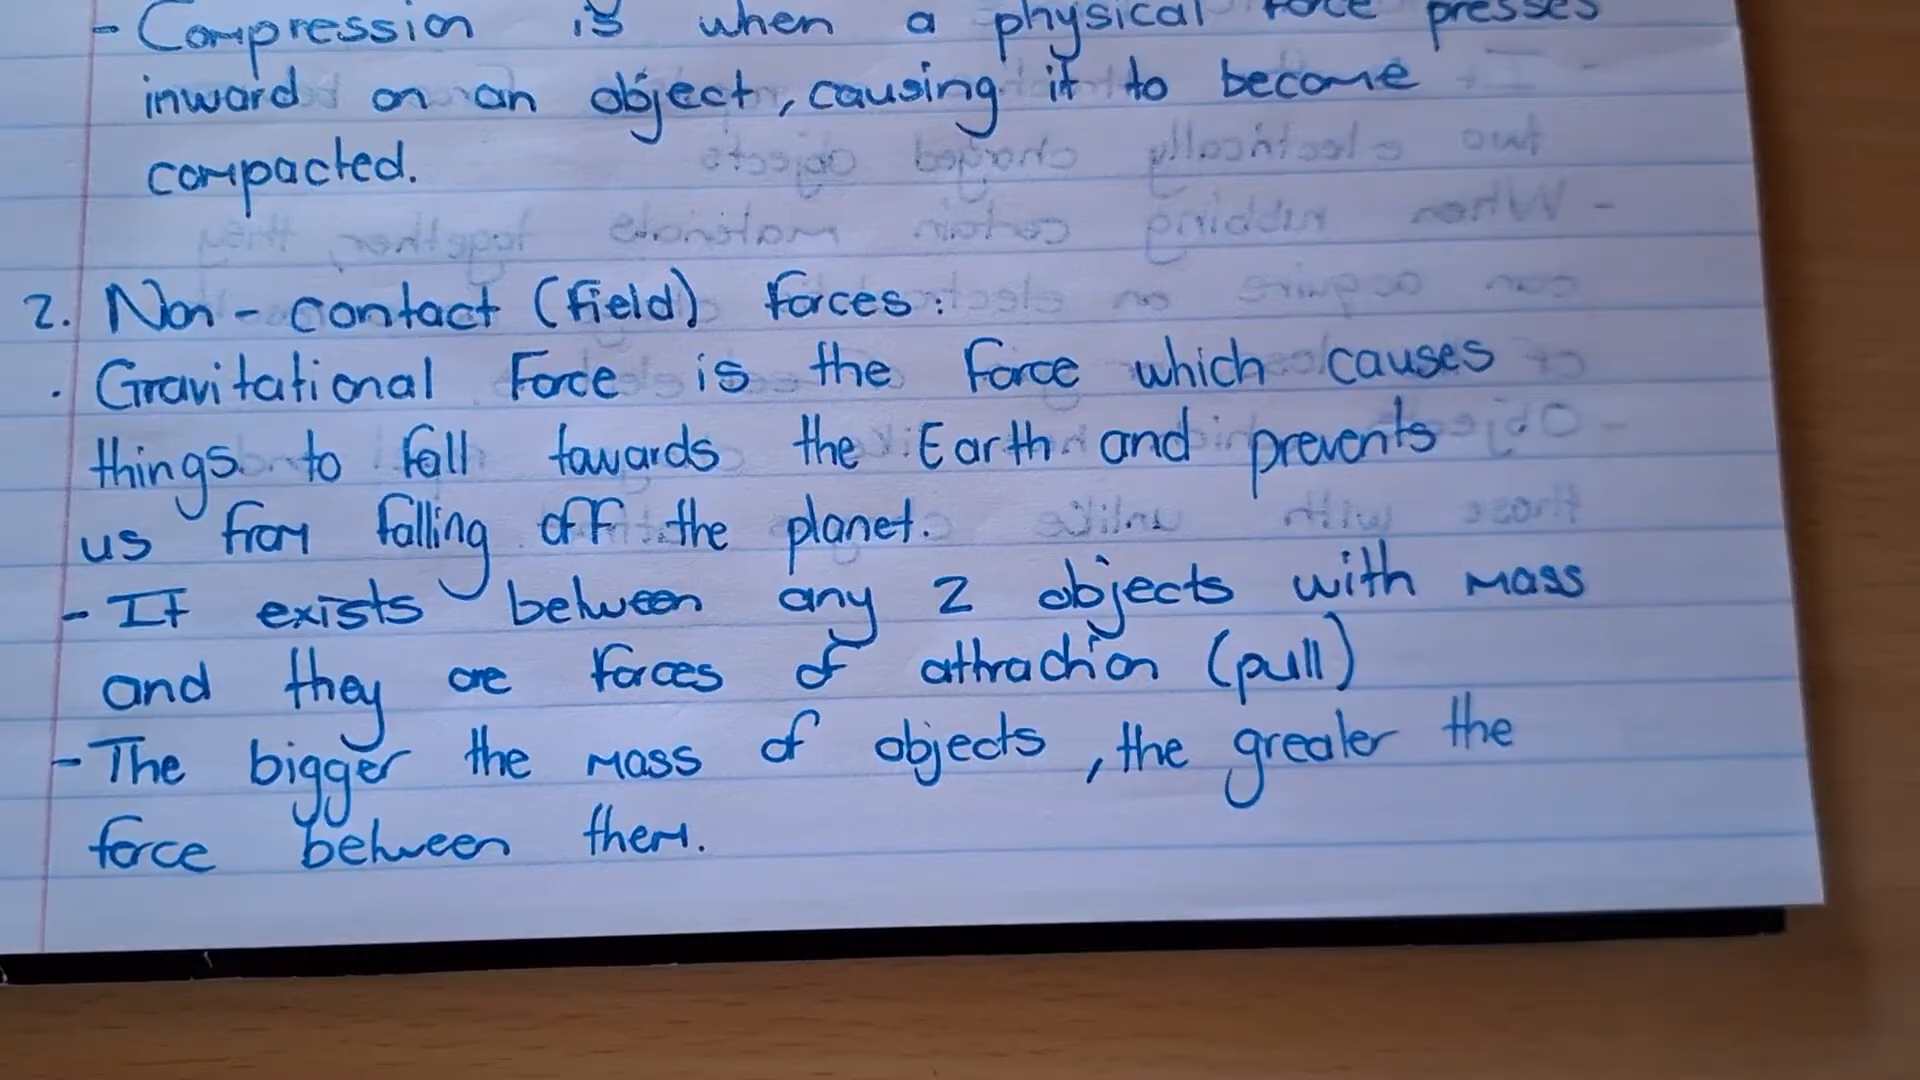 - Compression is when a physical force presses
inward on an object, causing it to become
compacted.
2. Non-contact (field) forces:
. Gravitational Force is the force which causes
things to fall towards the Earth and prevents
us from falling off the planet.
- It exists between any 2 objects with mass
and they are forces of attraction (pull)
- The bigger the mass of objects, the greater the
force between them.